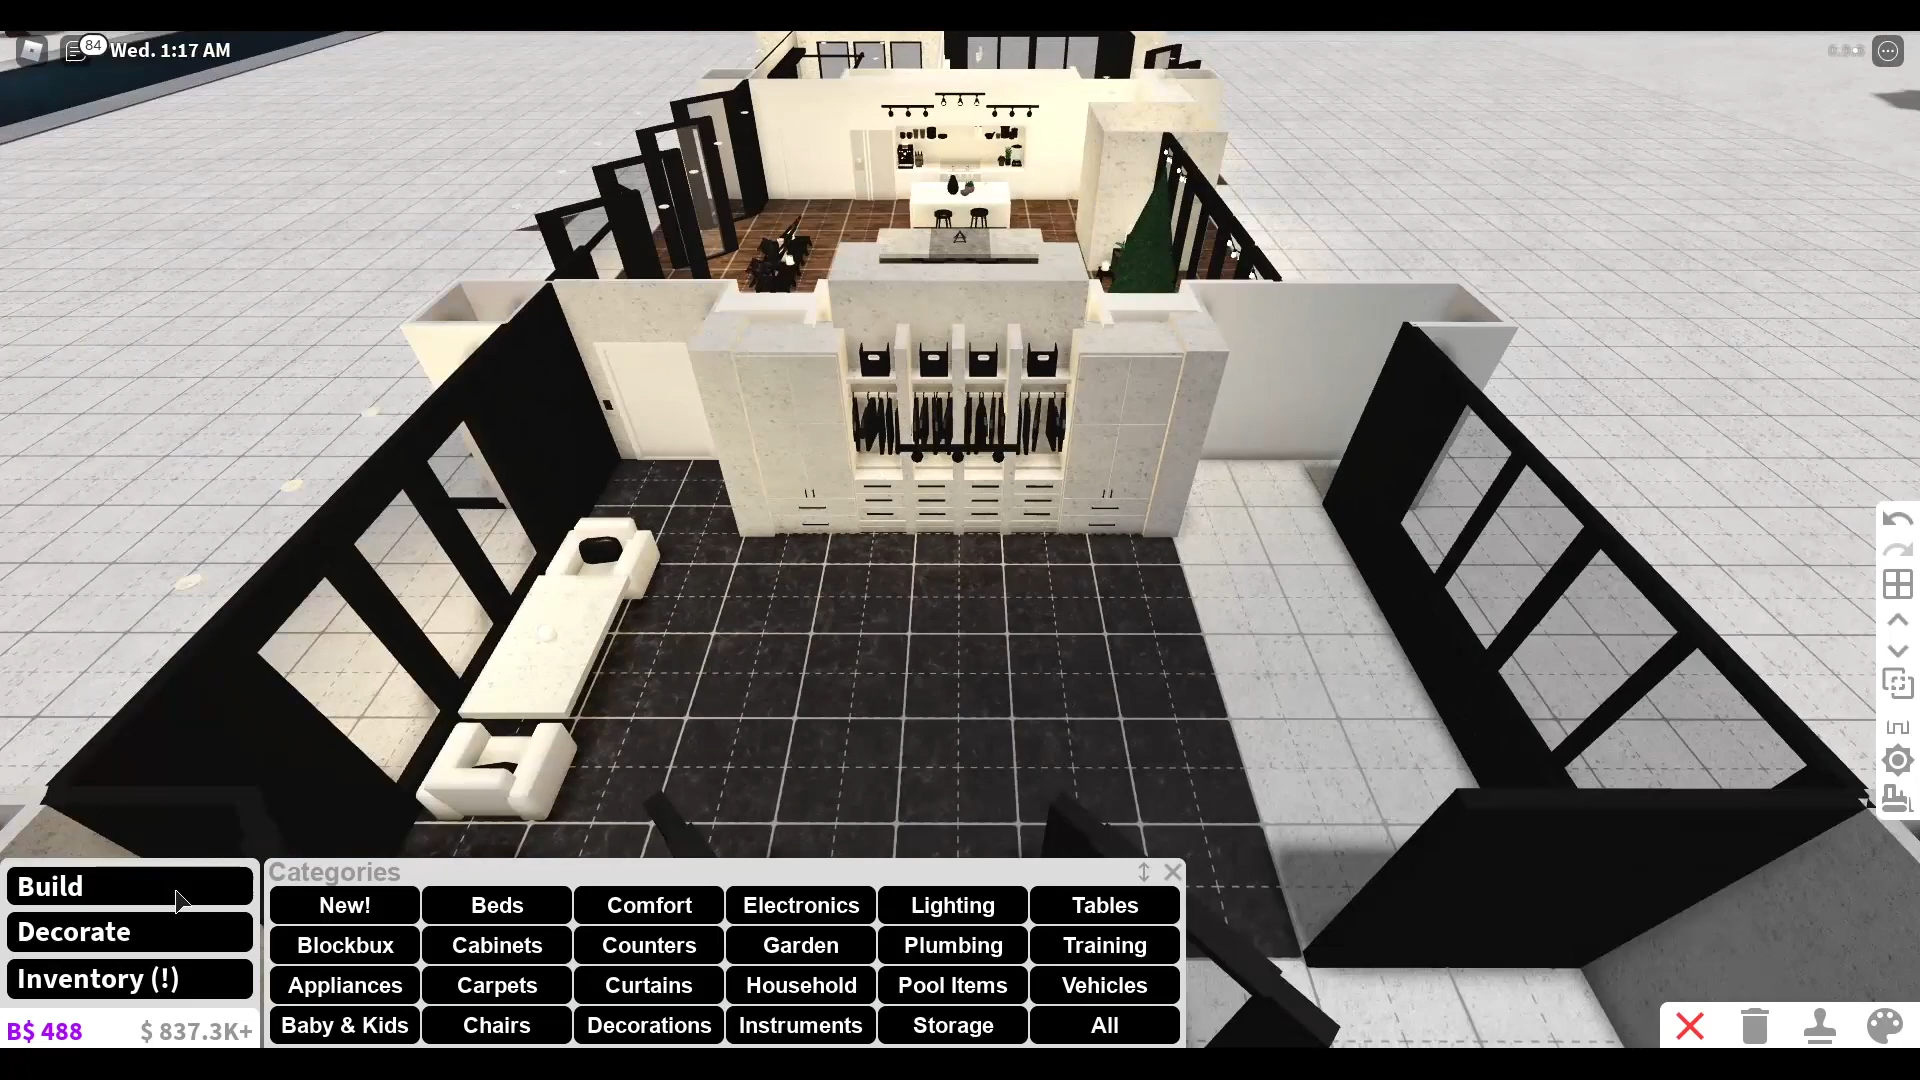 84 Wed. 1:17 AM
Build
Decorate
Inventory (!)
B$ 488 $ 837.3K+
Categories
New! Beds Comfort Electronics Lighting Tables
Blockbux Cabinets Counters Garden Plumbing Training
Appliances Carpets Curtains Household Pool Items Vehicles
Baby & Kids Chairs Decorations Instruments Storage All